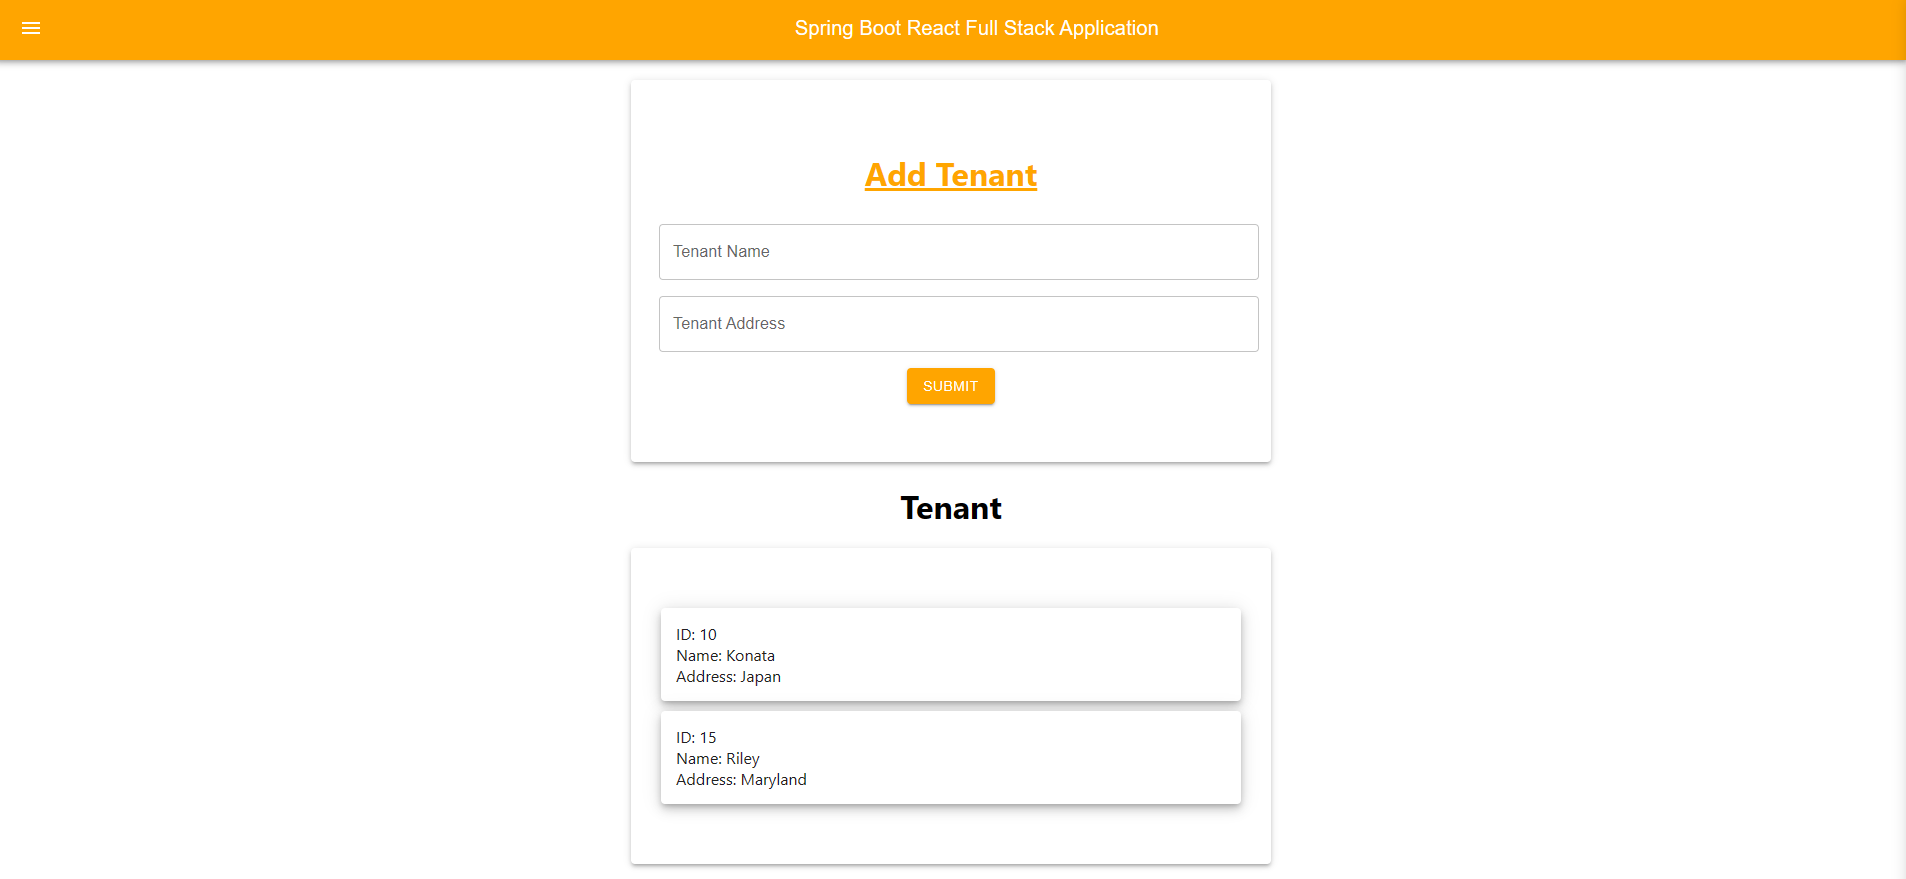 Spring Boot React Full Stack Application
Add Tenant
Tenant Name
Tenant Address
SUBMIT
Tenant
ID: 10
Name: Konata
Address: Japan
ID: 15
Name: Riley
Address: Maryland